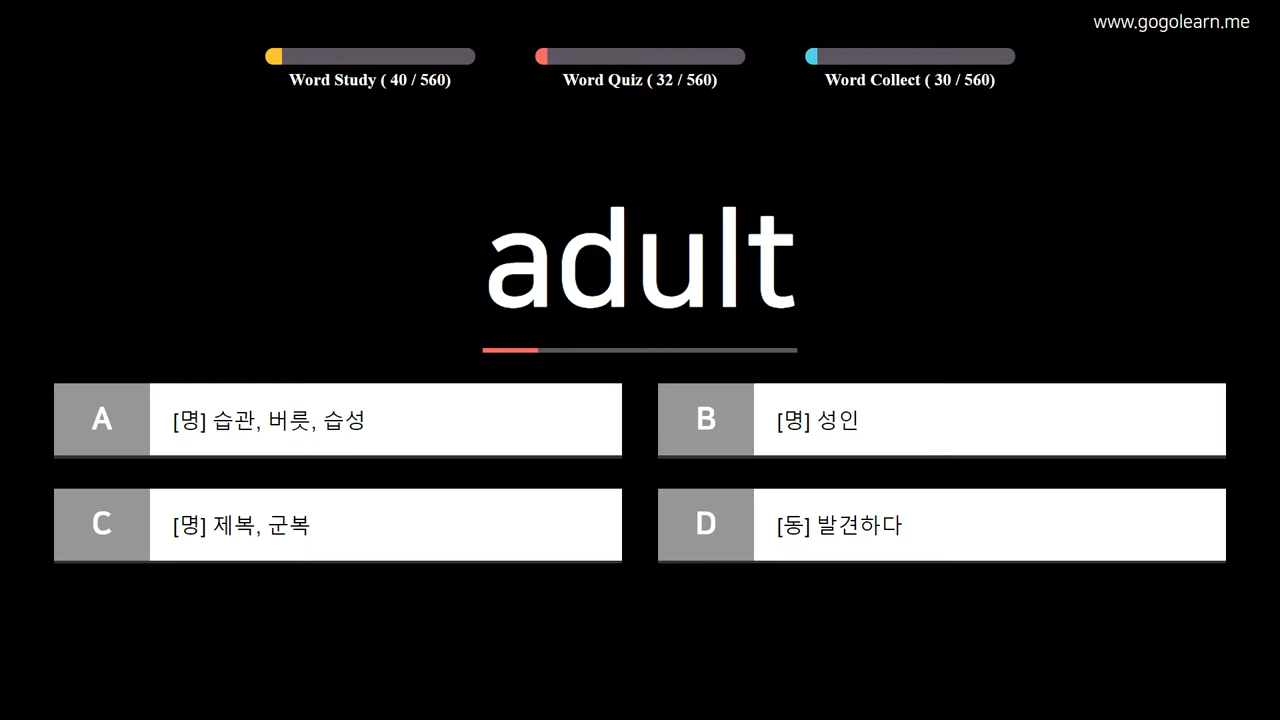 www.gogolearn.me
Word Study ( 40 / 560)
Word Quiz ( 32 / 560)
Word Collect ( 30 / 560)
adult
A [명] 습관, 버릇, 습성
B [명] 성인
C [명] 제복, 군복
D [동] 발견하다